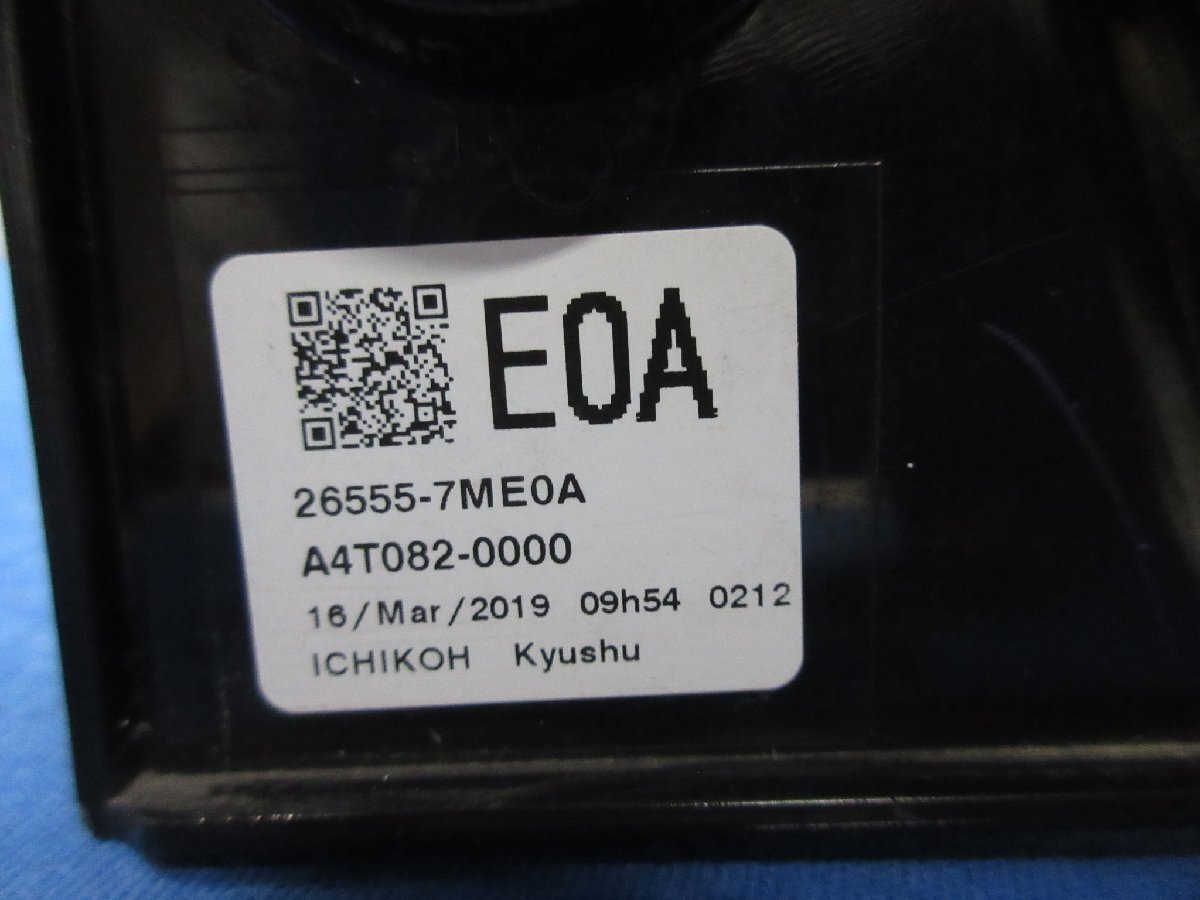 E0A
26555-7ME0A
A4T082-0000
16/Mar/2019 09h54 0212
ICHIKOH Kyushu